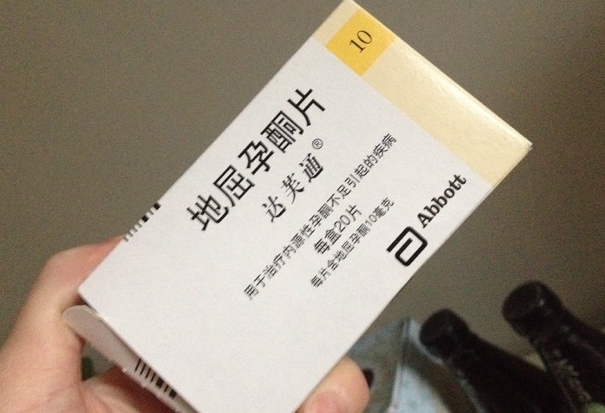 10
地屈孕酮片
达芙通®
用于治疗内源性孕酮不足引起的疾病
每盒20片
每片含地屈孕酮10毫克
Abbott